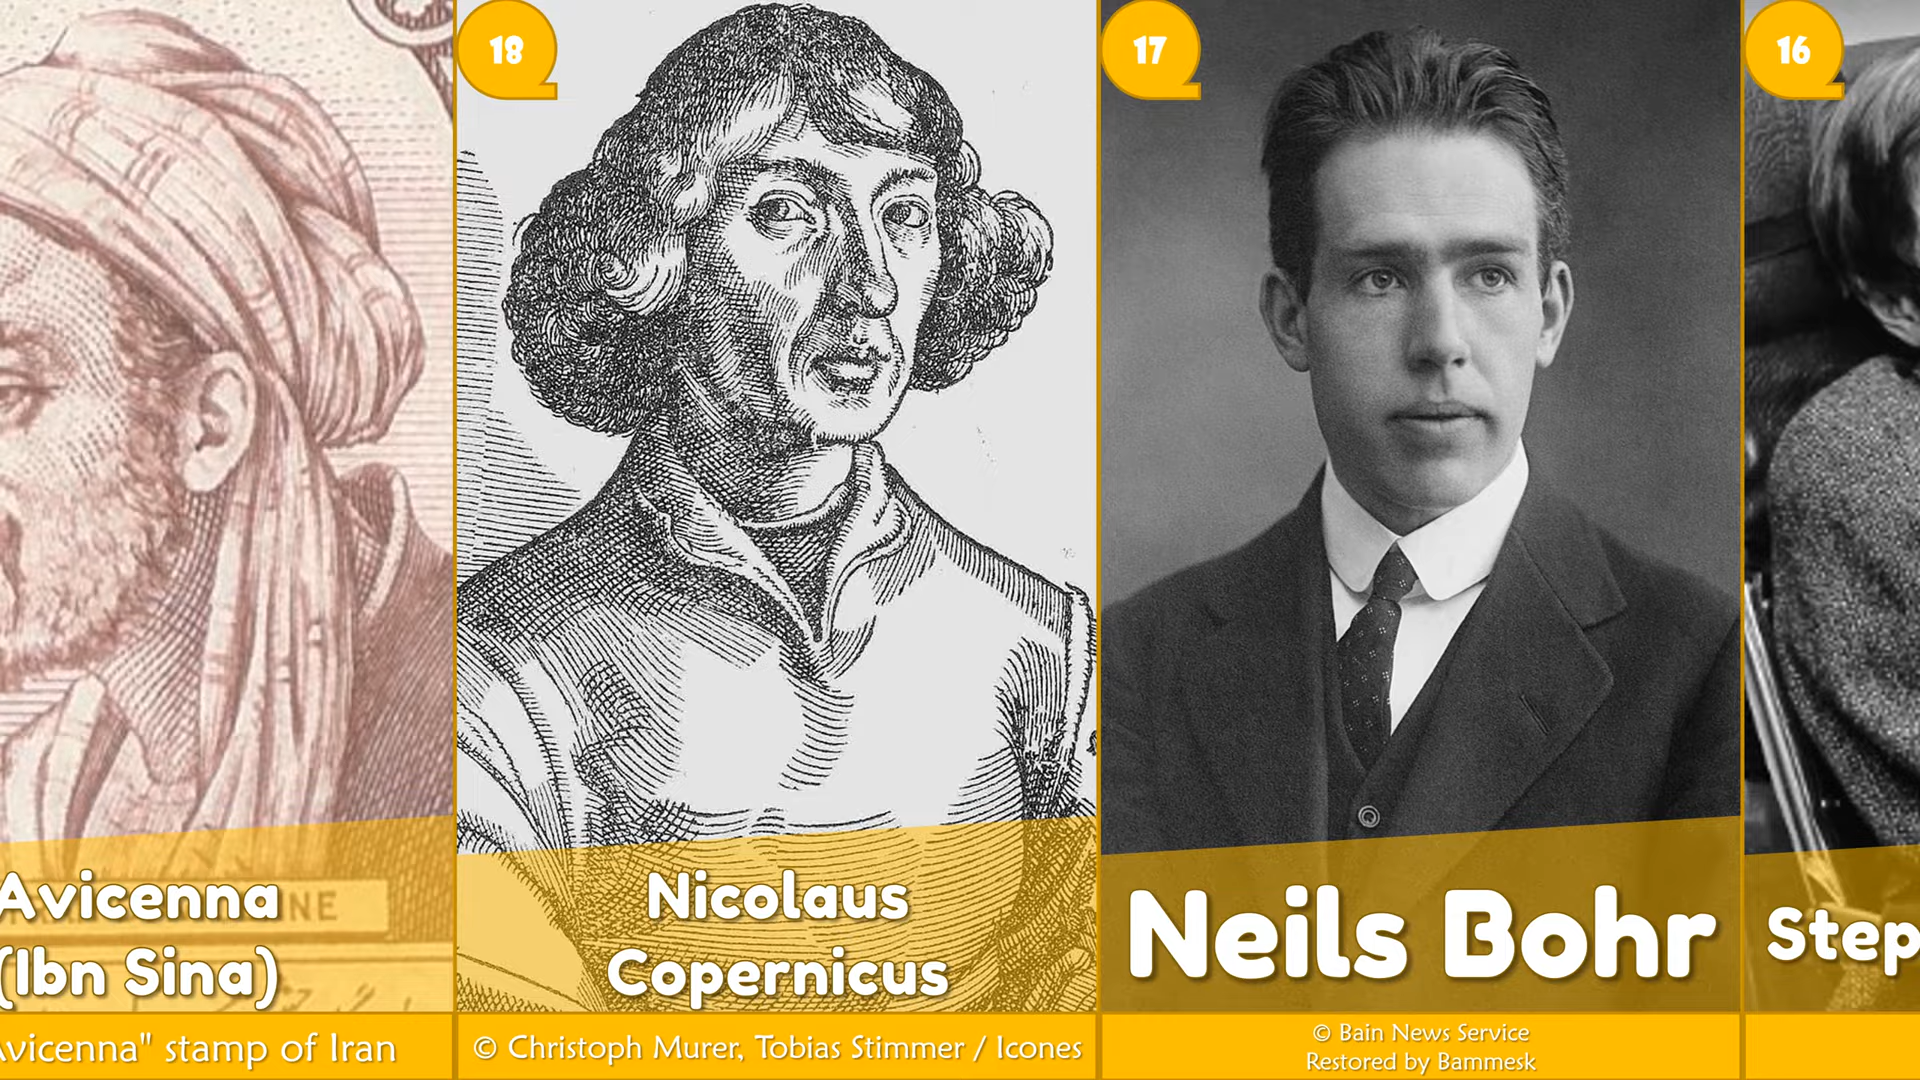 Avicenna
(Ibn Sina)
NE
vicenna" stamp of Iran
18
Nicolaus
Copernicus
© Christoph Murer, Tobias Stimmer / Icones
17
Neils Bohr
© Bain News Service
Restored by Bammesk
16
Step